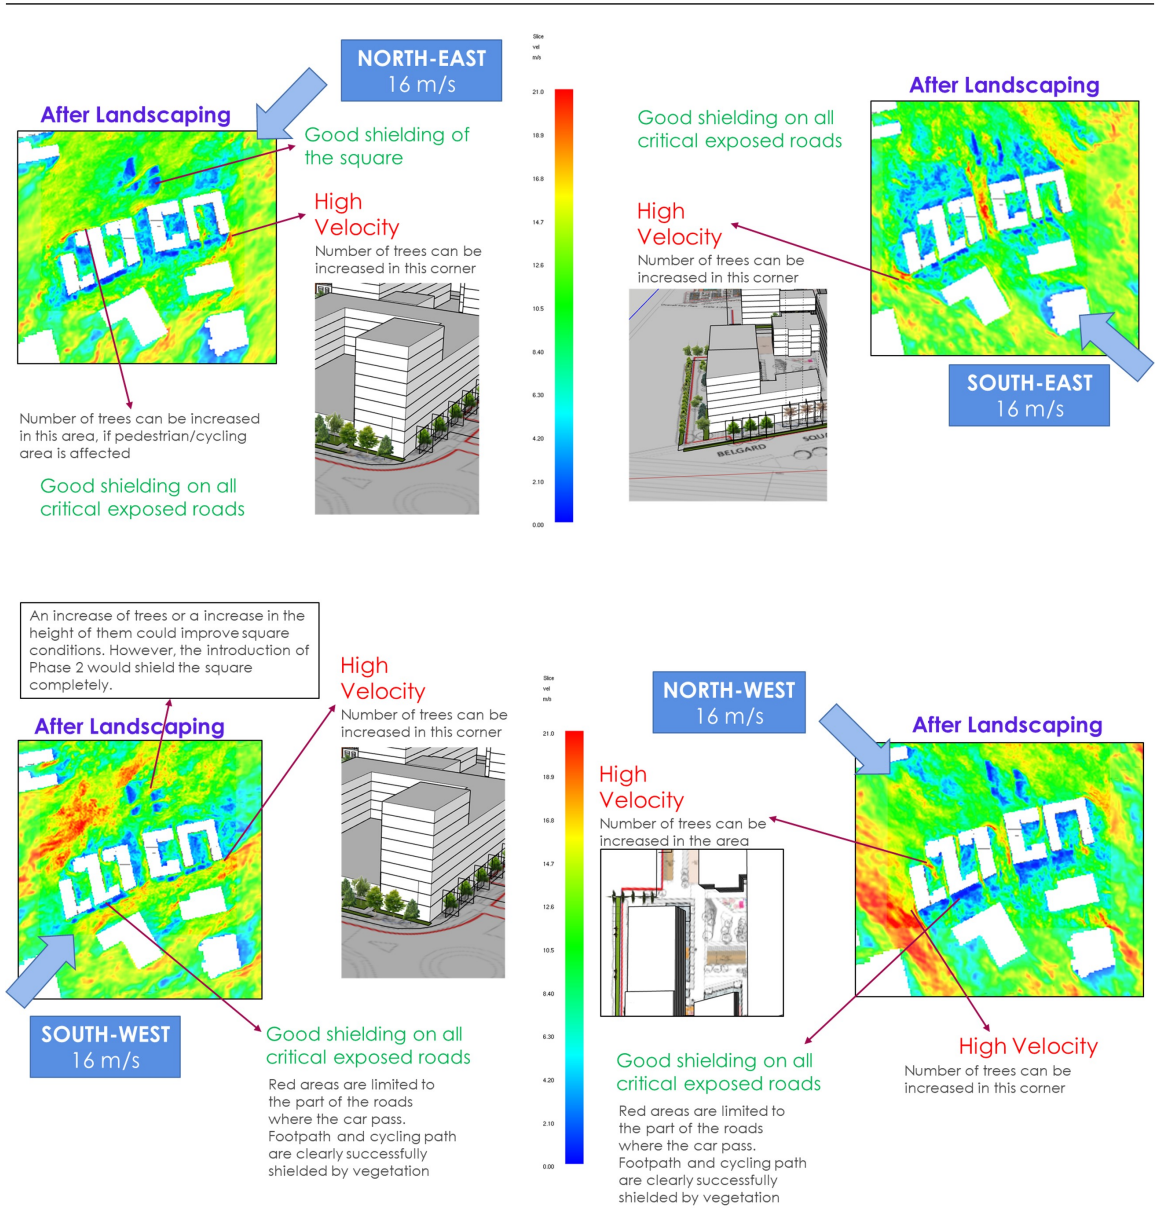 NORTH-EAST
16 m/s
After Landscaping
Good shielding of
the square
High
Velocity
Number of trees can be
increased in this corner
Number of trees can be increased
in this area, if pedestrian/cycling
area is affected
Good shielding on all
critical exposed roads
Slice
vel
m/s
21.0
18.9
16.8
14.7
12.6
10.5
8.40
6.30
4.20
2.10
0.00
After Landscaping
Good shielding on all
critical exposed roads
High
Velocity
Number of trees can be
increased in this corner
BELGARD
SQUA
SOUTH-EAST
16 m/s
An increase of trees or a increase in the
height of them could improve square
conditions. However, the introduction of
Phase 2 would shield the square
completely.
After Landscaping
High
Velocity
Number of trees can be
increased in this corner
SOUTH-WEST
16 m/s
Good shielding on all
critical exposed roads
Red areas are limited to
the part of the roads
where the car pass.
Footpath and cycling path
are clearly successfully
shielded by vegetation
Slice
vel
m/s
21.0
18.9
16.8
14.7
12.6
10.5
8.40
6.30
4.20
2.10
0.00
NORTH-WEST
16 m/s
After Landscaping
High
Velocity
Number of trees can be
increased in the area
Good shielding on all
critical exposed roads
Red areas are limited to
the part of the roads
where the car pass.
Footpath and cycling path
are clearly successfully
shielded by vegetation
High Velocity
Number of trees can be
increased in this corner